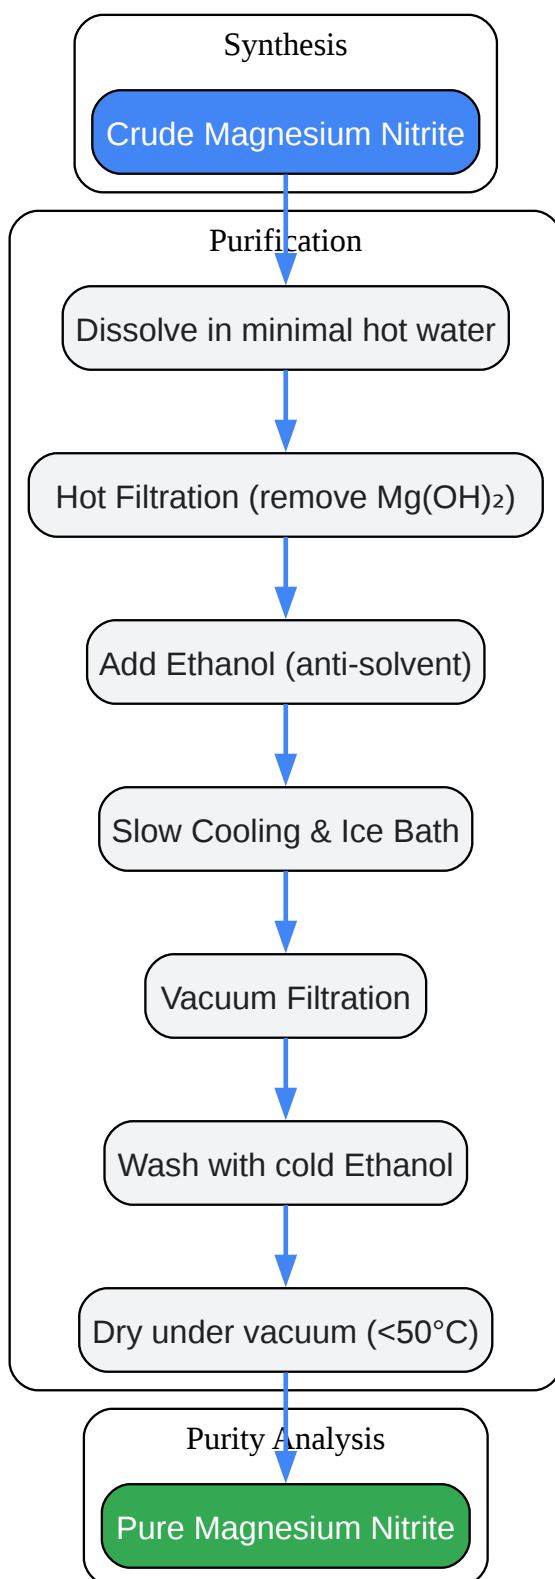 Synthesis
Crude Magnesium Nitrite
Purification
Dissolve in minimal hot water
Hot Filtration (remove Mg(OH)₂)
Add Ethanol (anti-solvent)
Slow Cooling & Ice Bath
Vacuum Filtration
Wash with cold Ethanol
Dry under vacuum (<50°C)
Purity Analysis
Pure Magnesium Nitrite